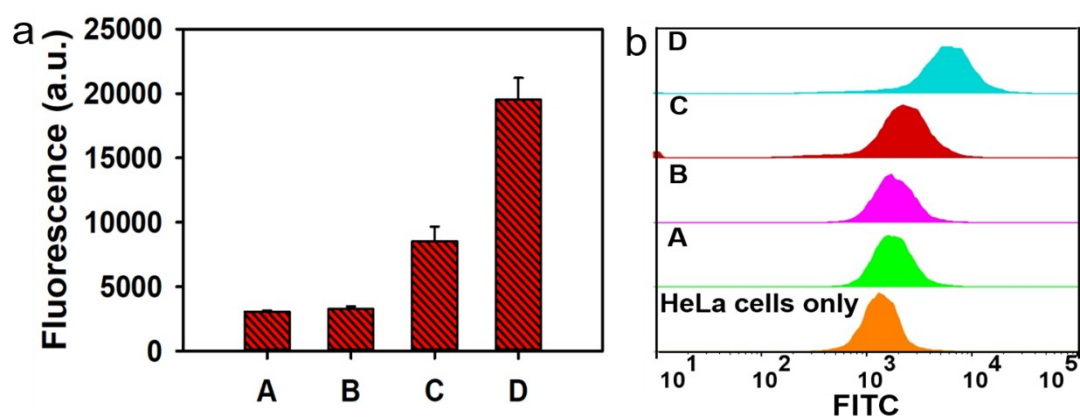 a
Fluorescence (a.u.)
25000
20000
15000
10000
5000
0
A B C D
b
D
C
B
A
HeLa cells only
10^1 10^2 10^3 10^4 10^5
FITC